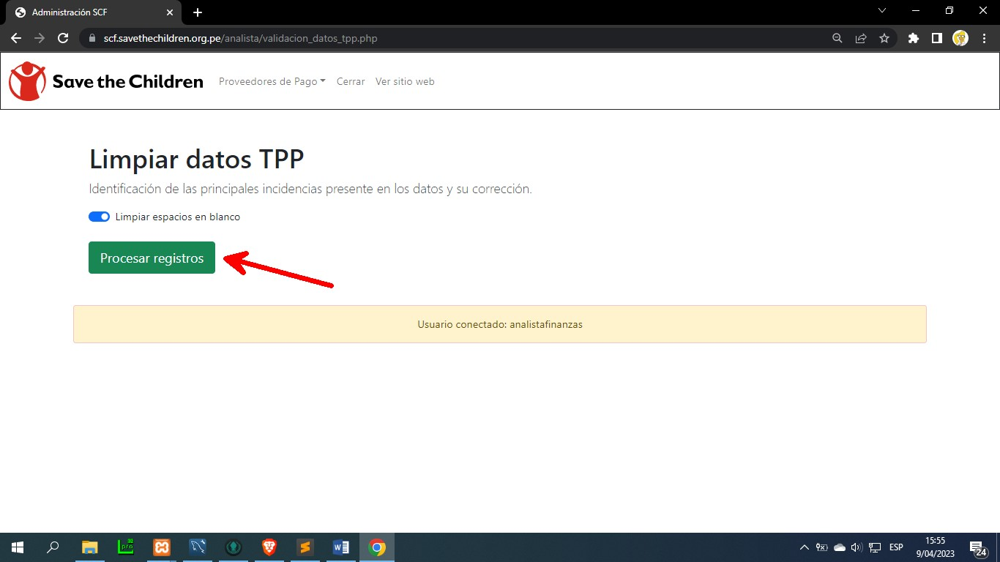 Administración SCF
scf.savethechildren.org.pe/analista/validacion_datos_tpp.php
Save the Children
Proveedores de Pago Cerrar Ver sitio web
Limpiar datos TPP
Identificación de las principales incidencias presente en los datos y su corrección.
Limpiar espacios en blanco
Procesar registros
Usuario conectado: analistafinanzas
32
pro
W
ESP
15:55
9/04/2023
24